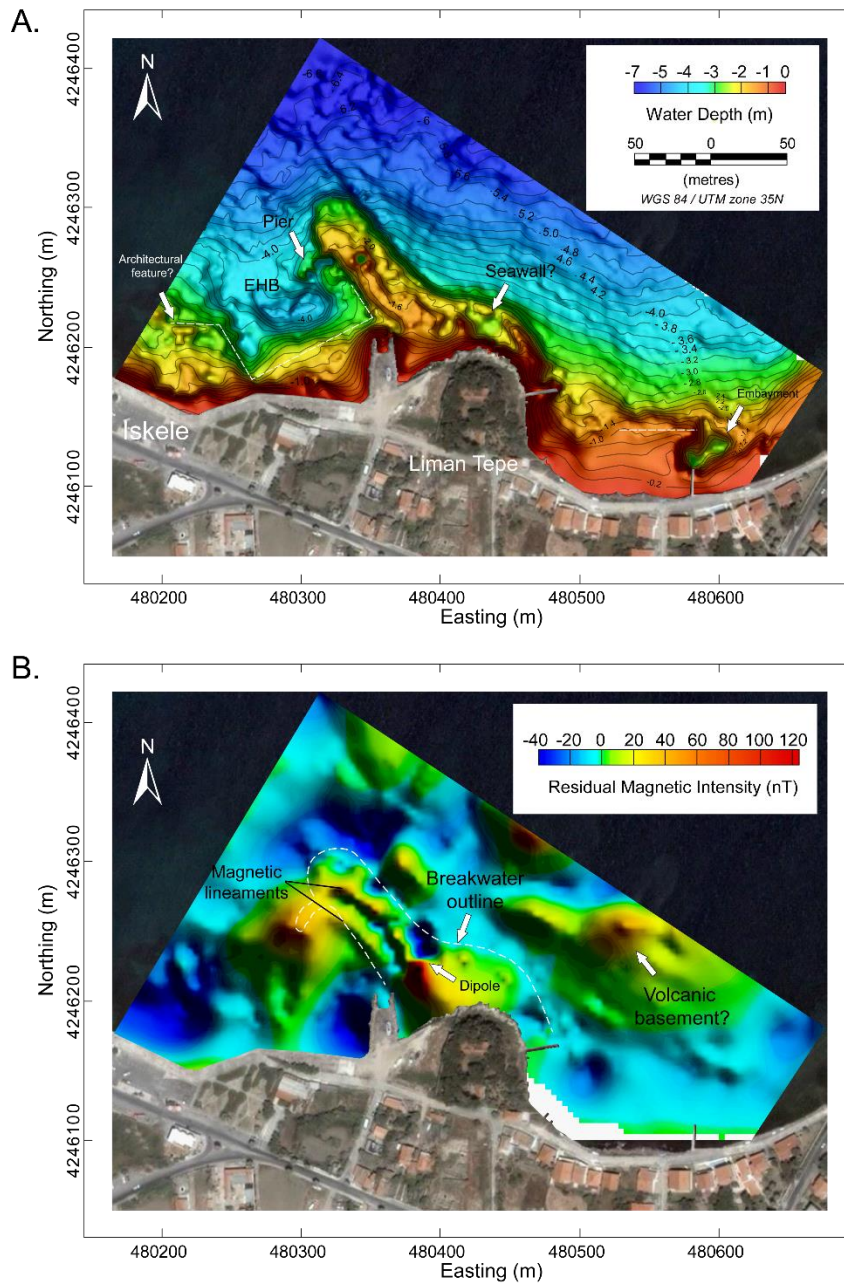 A.
N
-7 -5 -4 -3 -2 -1 0
Water Depth (m)
50 0 50
(metres)
WGS 84 / UTM zone 35N
4246400
4246300
4246200
4246100
Northing (m)
Pier
Architectural
feature?
EHB
Seawall?
Embayment
Iskele
Liman Tepe
-6
-5.4
-5.2
-5.0
-4.8
-4.6
-4.4
-4.2
-4.0
-3.8
-3.6
-3.4
-3.2
-3.0
-2.8
-4.0
-4.0
-1.6
-1.4
-1.0
-0.2
480200 480300 480400 480500 480600
Easting (m)
B.
N
-40 -20 0 20 40 60 80 100 120
Residual Magnetic Intensity (nT)
4246400
4246300
4246200
4246100
Northing (m)
Magnetic
lineaments
Breakwater
outline
Dipole
Volcanic
basement?
480200 480300 480400 480500 480600
Easting (m)